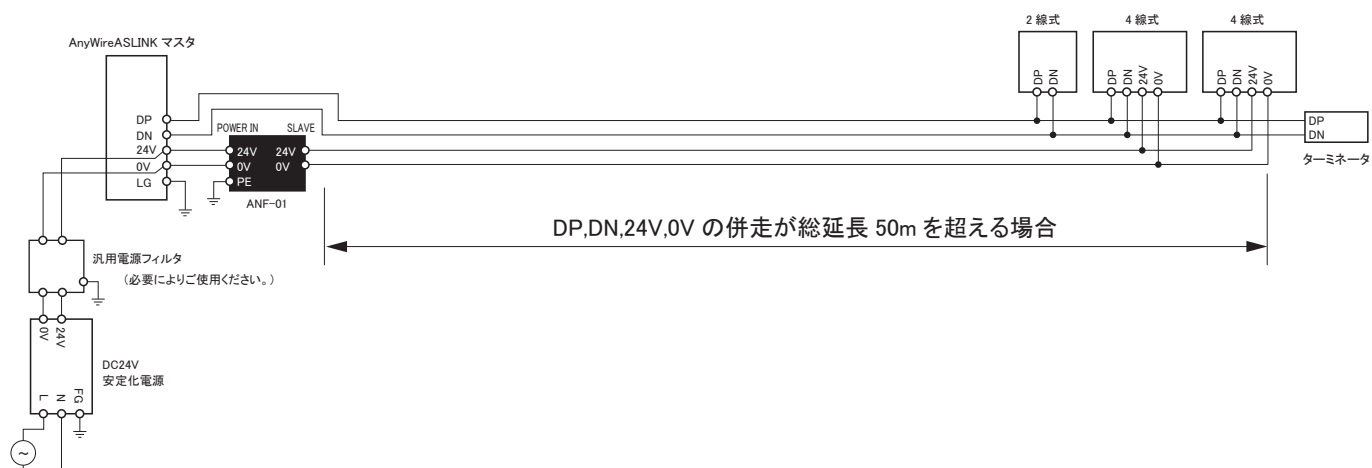 2 線式
4 線式
4 線式
AnyWireASLINK マスタ
DP
DN
DP
DN
24V
0V
DP
DN
24V
0V
DP
DN
24V
0V
LG
POWER IN
SLAVE
24V
24V
0V
0V
PE
ANF-01
DP
DN
ターミネータ
DP,DN,24V,0V の併走が総延長 50m を超える場合
汎用電源フィルタ
(必要によりご使用ください。)
0V
24V
DC24V
安定化電源
L
N
FG
~